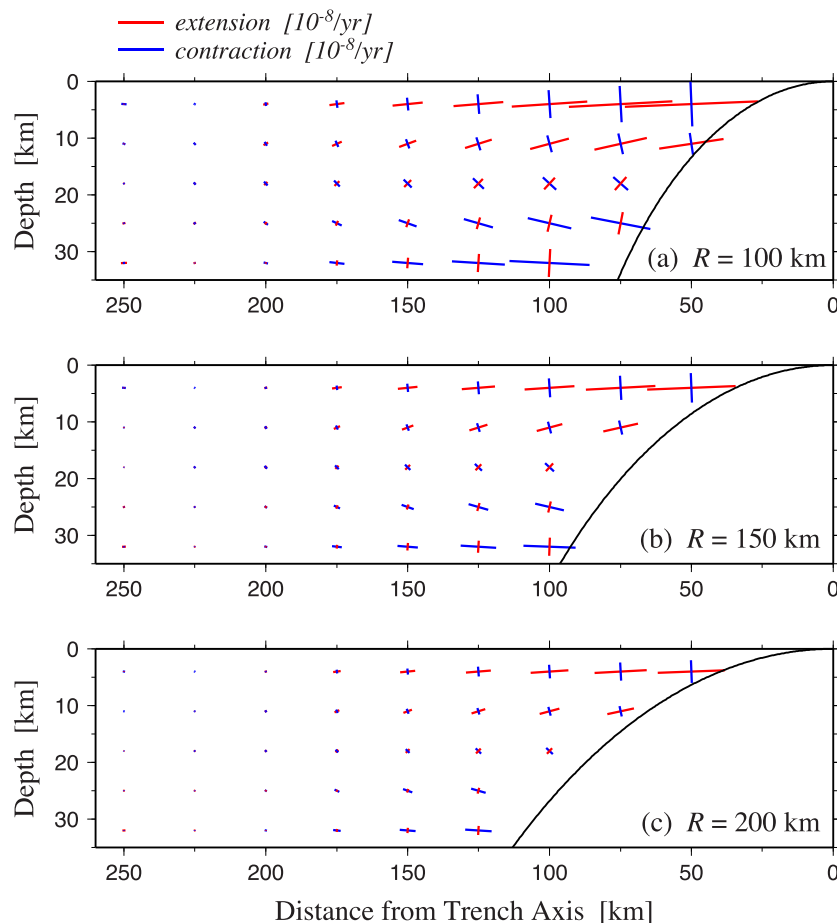 extension [10⁻⁸/yr]
contraction [10⁻⁸/yr]
0
10
20
30
Depth [km]
(a) R = 100 km
250 200 150 100 50 0
0
10
20
30
Depth [km]
(b) R = 150 km
250 200 150 100 50 0
0
10
20
30
Depth [km]
(c) R = 200 km
250 200 150 100 50 0
Distance from Trench Axis [km]